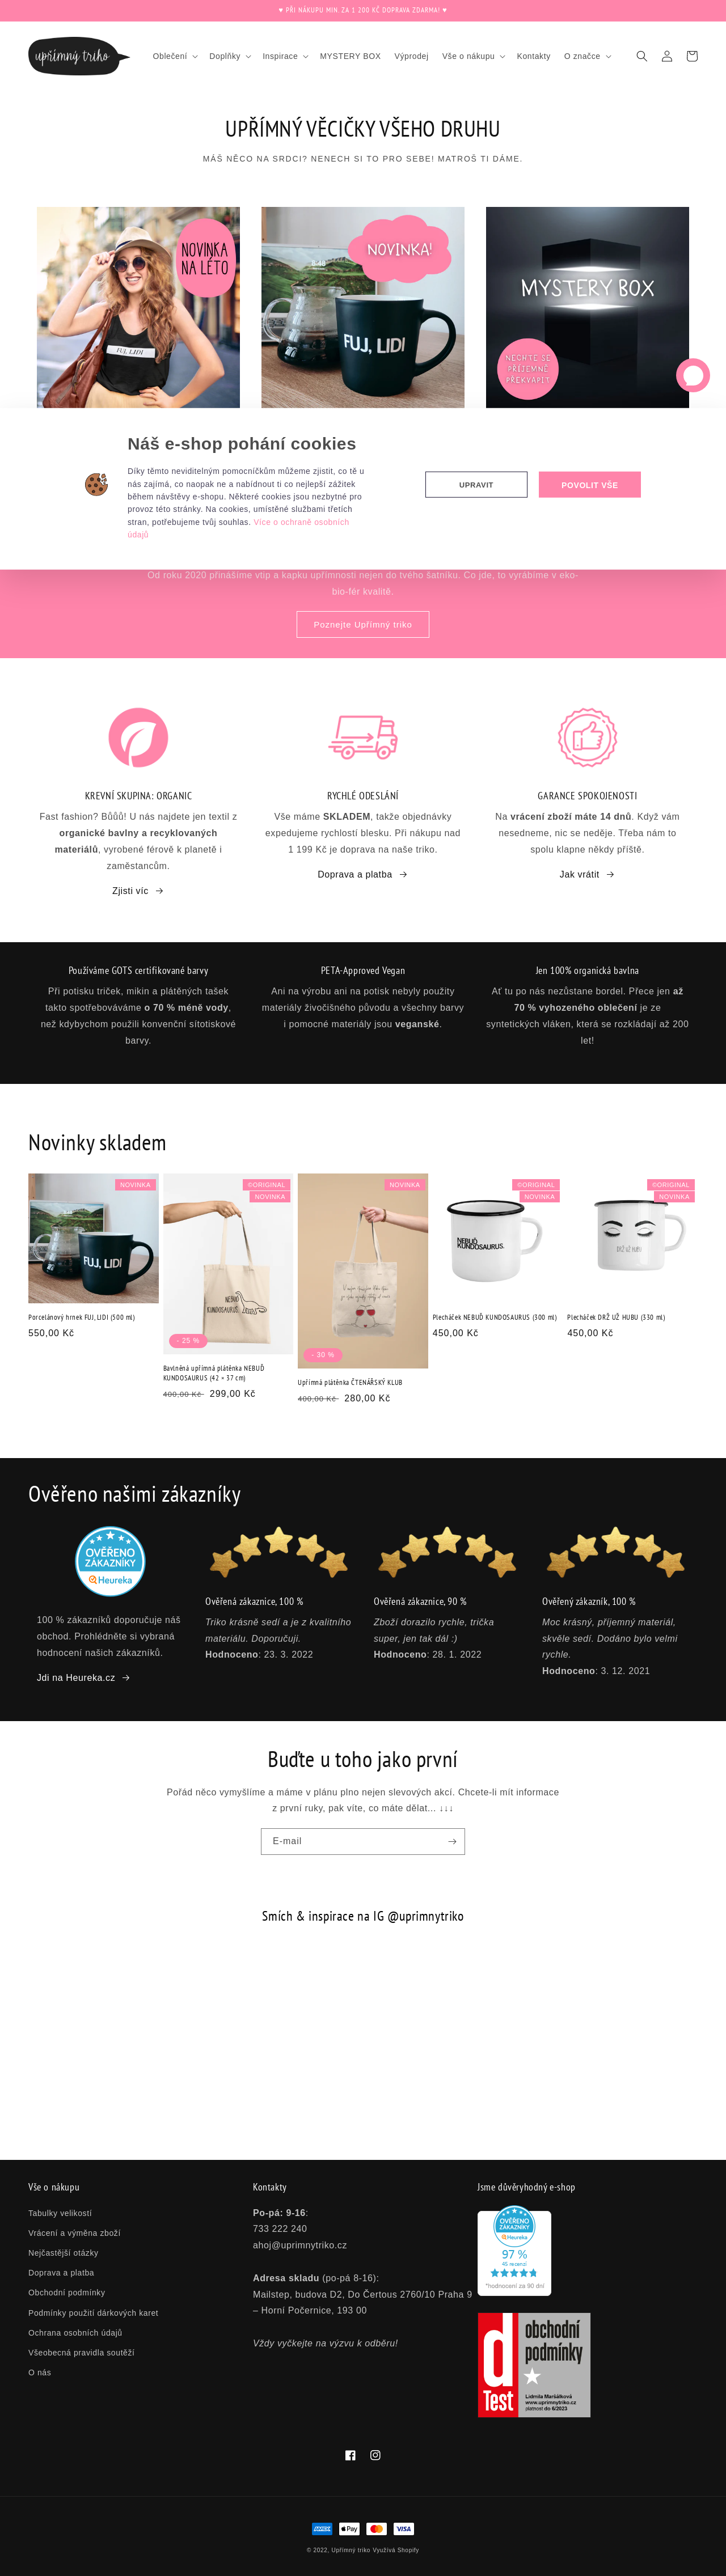 ♥ PŘI NÁKUPU MIN. ZA 1 200 KČ DOPRAVA ZDARMA! ♥
upřímný triko
Oblečení
Doplňky
Inspirace
MYSTERY BOX
Výprodej
Vše o nákupu
Kontakty
O značce
UPŘÍMNÝ VĚCIČKY VŠEHO DRUHU
MÁŠ NĚCO NA SRDCI? NENECH SI TO PRO SEBE! MATROŠ TI DÁME.
NOVINKA
NA LÉTO
FUJ, LIDI
NOVINKA!
FUJ, LIDI
MYSTERY BOX
NECHTE SE
PŘÍJEMNĚ
PŘEKVAPIT
Náš e-shop pohání cookies
Díky těmto neviditelným pomocníčkům můžeme zjistit, co tě u
nás zajímá, co naopak ne a nabídnout ti co nejlepší zážitek
během návštěvy e-shopu. Některé cookies jsou nezbytné pro
provoz této stránky. Na cookies, umístěné službami třetích
stran, potřebujeme tvůj souhlas. Více o ochraně osobních
údajů
UPRAVIT
POVOLIT VŠE
Od roku 2020 přinášíme vtip a kapku upřímnosti nejen do tvého šatníku. Co jde, to vyrábíme v eko-
bio-fér kvalitě.
Poznejte Upřímný triko
KREVNÍ SKUPINA: ORGANIC
Fast fashion? Bůůů! U nás najdete jen textil z
organické bavlny a recyklovaných
materiálů, vyrobené férově k planetě i
zaměstancům.
Zjisti víc →
RYCHLÉ ODESLÁNÍ
Vše máme SKLADEM, takže objednávky
expedujeme rychlostí blesku. Při nákupu nad
1 199 Kč je doprava na naše triko.
Doprava a platba →
GARANCE SPOKOJENOSTI
Na vrácení zboží máte 14 dnů. Když vám
nesedneme, nic se neděje. Třeba nám to
spolu klapne někdy příště.
Jak vrátit →
Používáme GOTS certifikované barvy
Při potisku triček, mikin a plátěných tašek
takto spotřebováváme o 70 % méně vody,
než kdybychom použili konvenční sítotiskové
barvy.
PETA-Approved Vegan
Ani na výrobu ani na potisk nebyly použity
materiály živočišného původu a všechny barvy
i pomocné materiály jsou veganské.
Jen 100% organická bavlna
Ať tu po nás nezůstane bordel. Přece jen až
70 % vyhozeného oblečení je ze
syntetických vláken, která se rozkládají až 200
let!
Novinky skladem
NOVINKA
FUJ, LIDI
Porcelánový hrnek FUJ, LIDI (500 ml)
550,00 Kč
©ORIGINAL
NOVINKA
NEBUĎ
KUNDOSAURUS.
- 25 %
Bavlněná upřímná plátěnka NEBUĎ
KUNDOSAURUS (42 × 37 cm)
400,00 Kč 299,00 Kč
NOVINKA
- 30 %
Upřímná plátěnka ČTENÁŘSKÝ KLUB
400,00 Kč 280,00 Kč
©ORIGINAL
NOVINKA
NEBUĎ
KUNDOSAURUS.
Plecháček NEBUĎ KUNDOSAURUS (300 ml)
450,00 Kč
©ORIGINAL
NOVINKA
DRŽ UŽ HUBU
Plecháček DRŽ UŽ HUBU (330 ml)
450,00 Kč
Ověřeno našimi zákazníky
OVĚŘENO
ZÁKAZNÍKY
Heureka
100 % zákazníků doporučuje náš
obchod. Prohlédněte si vybraná
hodnocení našich zákazníků.
Jdi na Heureka.cz →
Ověřená zákaznice, 100 %
Triko krásně sedí a je z kvalitního
materiálu. Doporučuji.
Hodnoceno: 23. 3. 2022
Ověřená zákaznice, 90 %
Zboží dorazilo rychle, trička
super, jen tak dál :)
Hodnoceno: 28. 1. 2022
Ověřený zákazník, 100 %
Moc krásný, příjemný materiál,
skvěle sedí. Dodáno bylo velmi
rychle.
Hodnoceno: 3. 12. 2021
Buďte u toho jako první
Pořád něco vymýšlíme a máme v plánu plno nejen slevových akcí. Chcete-li mít informace
z první ruky, pak víte, co máte dělat... ↓↓↓
E-mail
Smích & inspirace na IG @uprimnytriko
Vše o nákupu
Tabulky velikostí
Vrácení a výměna zboží
Nejčastější otázky
Doprava a platba
Obchodní podmínky
Podmínky použití dárkových karet
Ochrana osobních údajů
Všeobecná pravidla soutěží
O nás
Kontakty
Po-pá: 9-16:
733 222 240
ahoj@uprimnytriko.cz
Adresa skladu (po-pá 8-16):
Mailstep, budova D2, Do Čertous 2760/10 Praha 9
– Horní Počernice, 193 00
Vždy vyčkejte na výzvu k odběru!
Jsme důvěryhodný e-shop
OVĚŘENO
ZÁKAZNÍKY
Heureka
97 %
45 recenzí
*hodnocení za 90 dní
dTest
obchodní
podmínky
Lidmila Maršálková
www.uprimnytriko.cz
platnost do 6/2023
Pay
VISA
© 2022, Upřímný triko Využívá Shopify